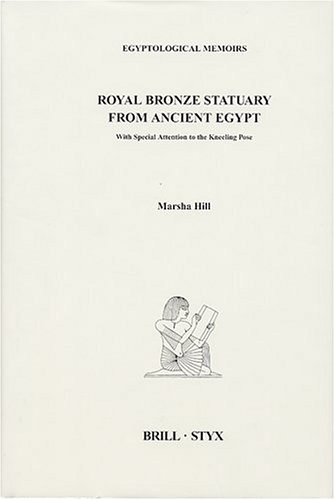 EGYPTOLOGICAL MEMOIRS
ROYAL BRONZE STATUARY
FROM ANCIENT EGYPT
With Special Attention to the Kneeling Pose
Marsha Hill
BRILL · STYX